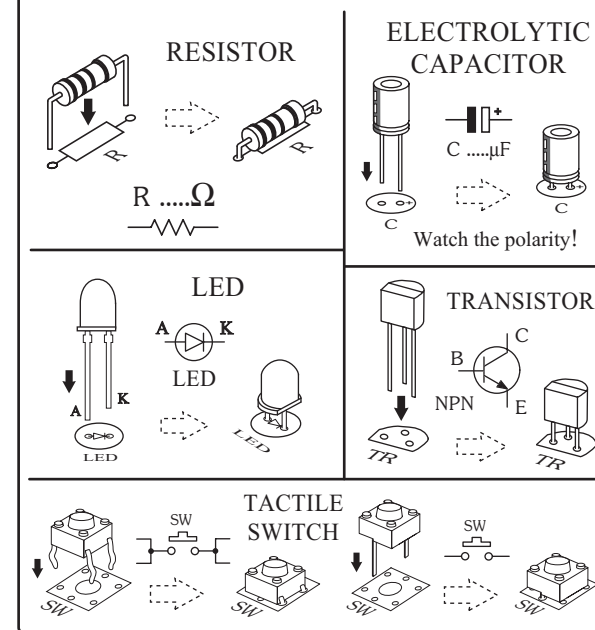 RESISTOR
R
R
R .....Ω
ELECTROLYTIC
CAPACITOR
+
C .....µF
+
C
+
C
Watch the polarity!
LED
A K
LED
A
K
LED
LED
TRANSISTOR
C
B
NPN
E
TR
TR
TACTILE
SWITCH
SW
SW
SW
SW
SW
SW